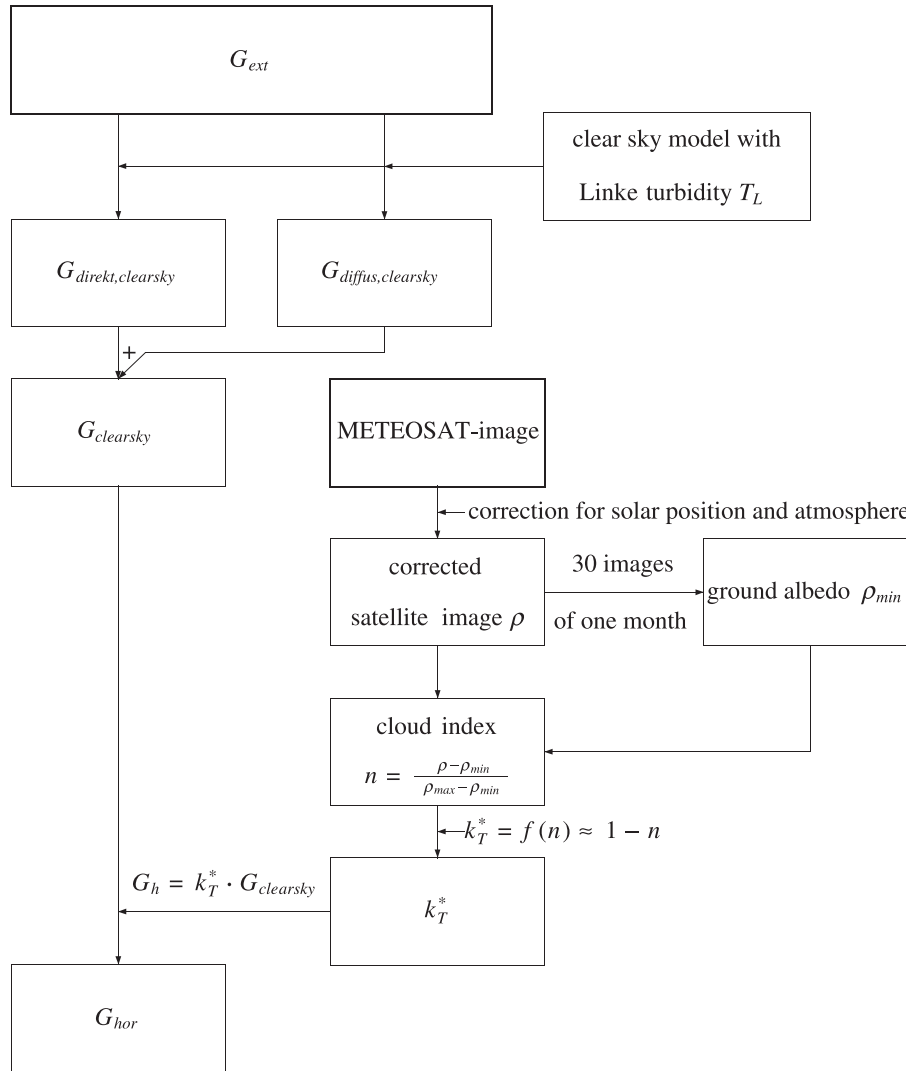 G_ext
clear sky model with
Linke turbidity T_L
G_direkt,clearsky
G_diffus,clearsky
+
G_clearsky
METEOSAT-image
correction for solar position and atmosphere
corrected
satellite image ρ
30 images
of one month
ground albedo ρ_min
cloud index
n = (ρ−ρ_min)/(ρ_max−ρ_min)
k*_T = f(n) ≈ 1 − n
G_h = k*_T · G_clearsky
k*_T
G_hor